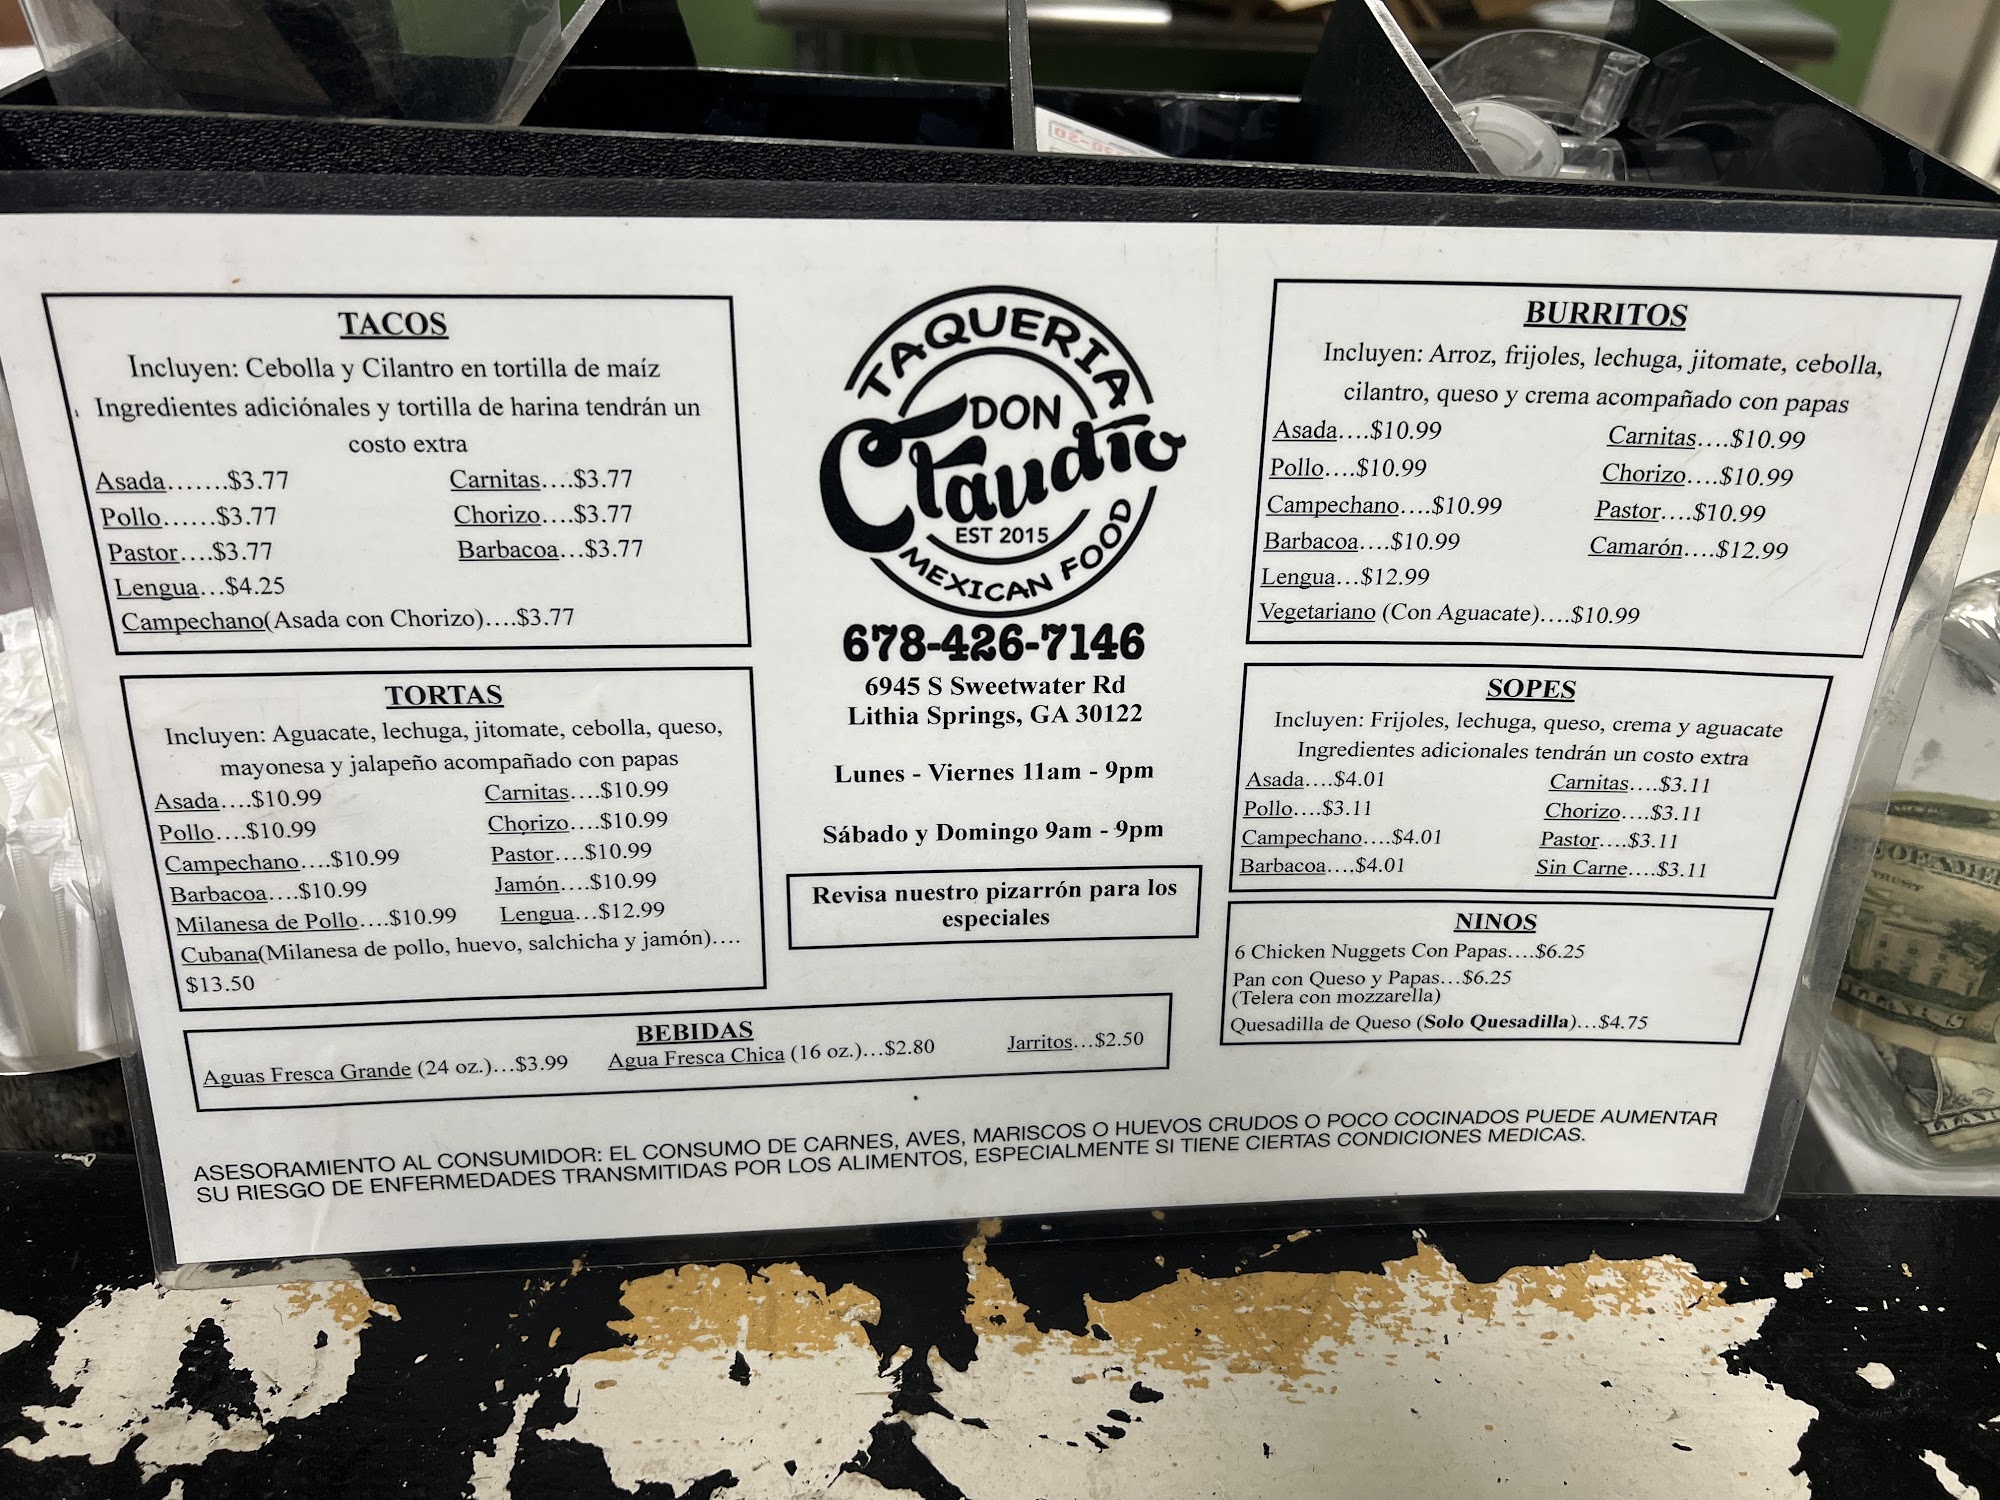 TACOS
Incluyen: Cebolla y Cilantro en tortilla de maíz
Ingredientes adiciónales y tortilla de harina tendrán un
costo extra
Asada.......$3.77 Carnitas....$3.77
Pollo......$3.77 Chorizo....$3.77
Pastor....$3.77 Barbacoa...$3.77
Lengua...$4.25
Campechano(Asada con Chorizo)....$3.77
TORTAS
Incluyen: Aguacate, lechuga, jitomate, cebolla, queso,
mayonesa y jalapeño acompañado con papas
Asada....$10.99 Carnitas....$10.99
Pollo....$10.99 Chorizo....$10.99
Campechano....$10.99 Pastor....$10.99
Barbacoa....$10.99 Jamón....$10.99
Milanesa de Pollo....$10.99 Lengua...$12.99
Cubana(Milanesa de pollo, huevo, salchicha y jamón)....
$13.50
TAQUERIA
DON
Claudio
EST 2015
MEXICAN FOOD
678-426-7146
6945 S Sweetwater Rd
Lithia Springs, GA 30122
Lunes - Viernes 11am - 9pm
Sábado y Domingo 9am - 9pm
Revisa nuestro pizarrón para los
especiales
BURRITOS
Incluyen: Arroz, frijoles, lechuga, jitomate, cebolla,
cilantro, queso y crema acompañado con papas
Asada....$10.99 Carnitas....$10.99
Pollo....$10.99 Chorizo....$10.99
Campechano....$10.99 Pastor....$10.99
Barbacoa....$10.99 Camarón....$12.99
Lengua...$12.99
Vegetariano (Con Aguacate)....$10.99
SOPES
Incluyen: Frijoles, lechuga, queso, crema y aguacate
Ingredientes adicionales tendrán un costo extra
Asada....$4.01 Carnitas....$3.11
Pollo....$3.11 Chorizo....$3.11
Campechano....$4.01 Pastor....$3.11
Barbacoa....$4.01 Sin Carne....$3.11
NINOS
6 Chicken Nuggets Con Papas....$6.25
Pan con Queso y Papas...$6.25
(Telera con mozzarella)
Quesadilla de Queso (Solo Quesadilla)...$4.75
BEBIDAS
Aguas Fresca Grande (24 oz.)...$3.99 Agua Fresca Chica (16 oz.)...$2.80 Jarritos...$2.50
ASESORAMIENTO AL CONSUMIDOR: EL CONSUMO DE CARNES, AVES, MARISCOS O HUEVOS CRUDOS O POCO COCINADOS PUEDE AUMENTAR
SU RIESGO DE ENFERMEDADES TRANSMITIDAS POR LOS ALIMENTOS, ESPECIALMENTE SI TIENE CIERTAS CONDICIONES MEDICAS.
TRUST